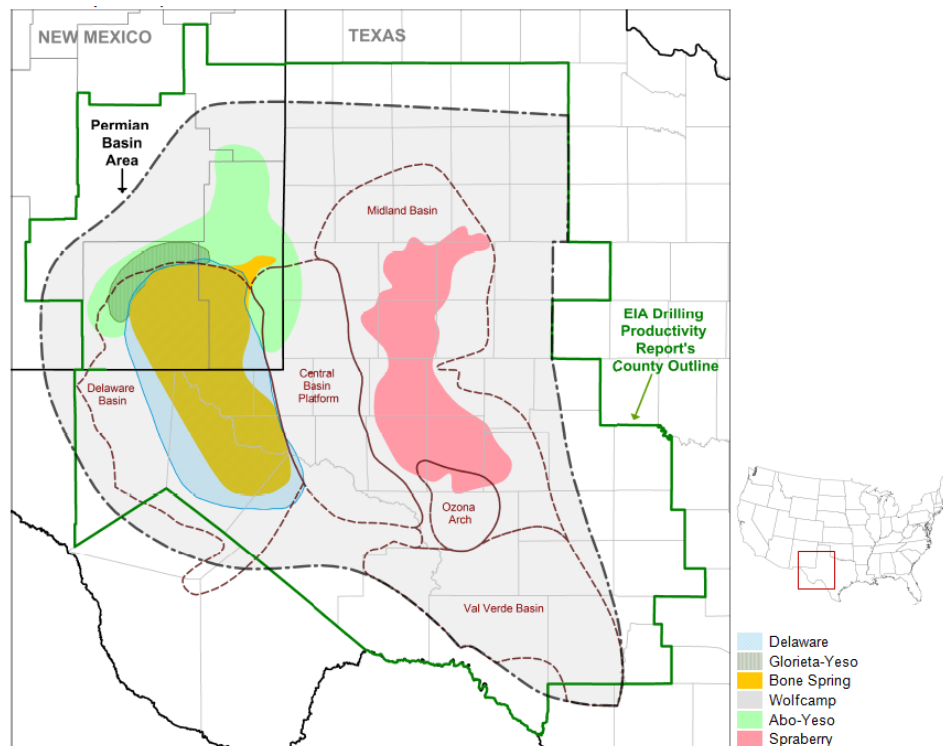 NEW MEXICO
TEXAS
Permian
Basin
Area
Midland Basin
EIA Drilling
Productivity
Report's
County Outline
Delaware
Basin
Central
Basin
Platform
Ozona
Arch
Val Verde Basin
Delaware
Glorieta-Yeso
Bone Spring
Wolfcamp
Abo-Yeso
Spraberry